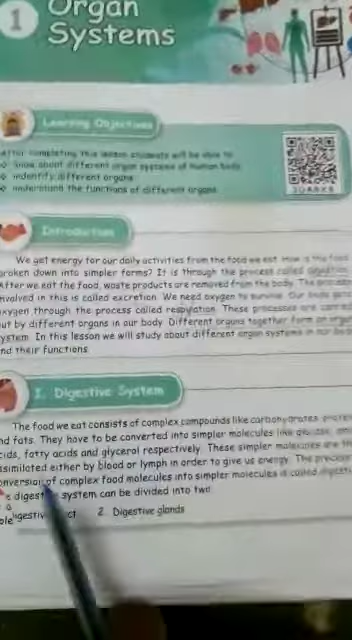 1
Organ
Systems
Learning Objectives
After completing this lesson students will be able to
know about different organ systems of human body
indentify different organs
understand the functions of different organs
Introduction
We get energy for our daily activities from the food we eat. How is the food
broken down into simpler forms? It is through the process called digestion.
After we eat the food, waste products are removed from the body. The process
involved in this is called excretion. We need oxygen to survive. Our body gets
oxygen through the process called respiration. These processes are carried
out by different organs in our body. Different organs together form an organ
system. In this lesson we will study about different organ systems in our body
and their functions.
I. Digestive System
The food we eat consists of complex compounds like carbohydrates, protein
and fats. They have to be converted into simpler molecules like glucose, amino
acids, fatty acids and glycerol respectively. These simpler molecules are
assimilated either by blood or lymph in order to give us energy. The
conversion of complex food molecules into simpler molecules is called digestion
digestive system can be divided into two
2. Digestive glands